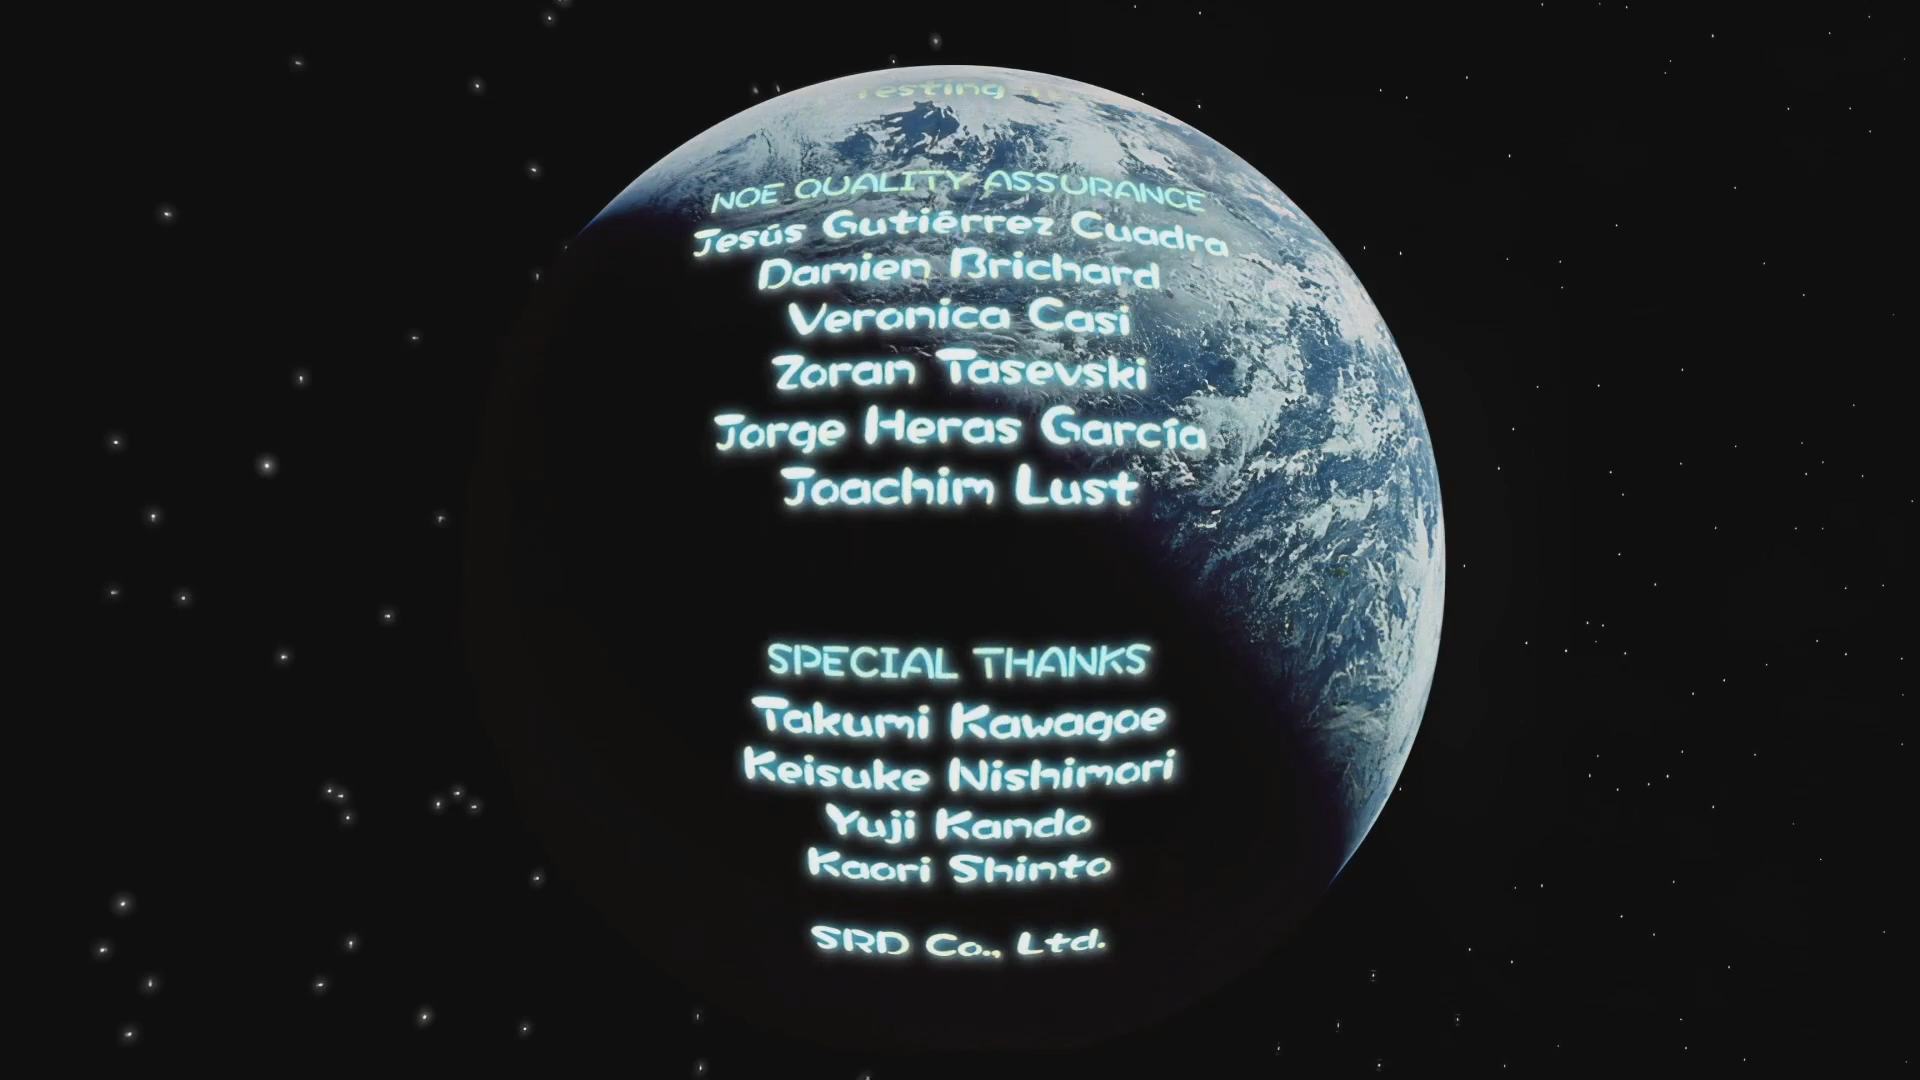 Testing
NOE QUALITY ASSURANCE
Jesús Gutiérrez Cuadra
Damien Brichard
Veronica Casi
Zoran Tasevski
Jorge Heras García
Joachim Lust
SPECIAL THANKS
Takumi Kawagoe
Keisuke Nishimori
Yuji Kando
Kaori Shinto
SRD Co., Ltd.